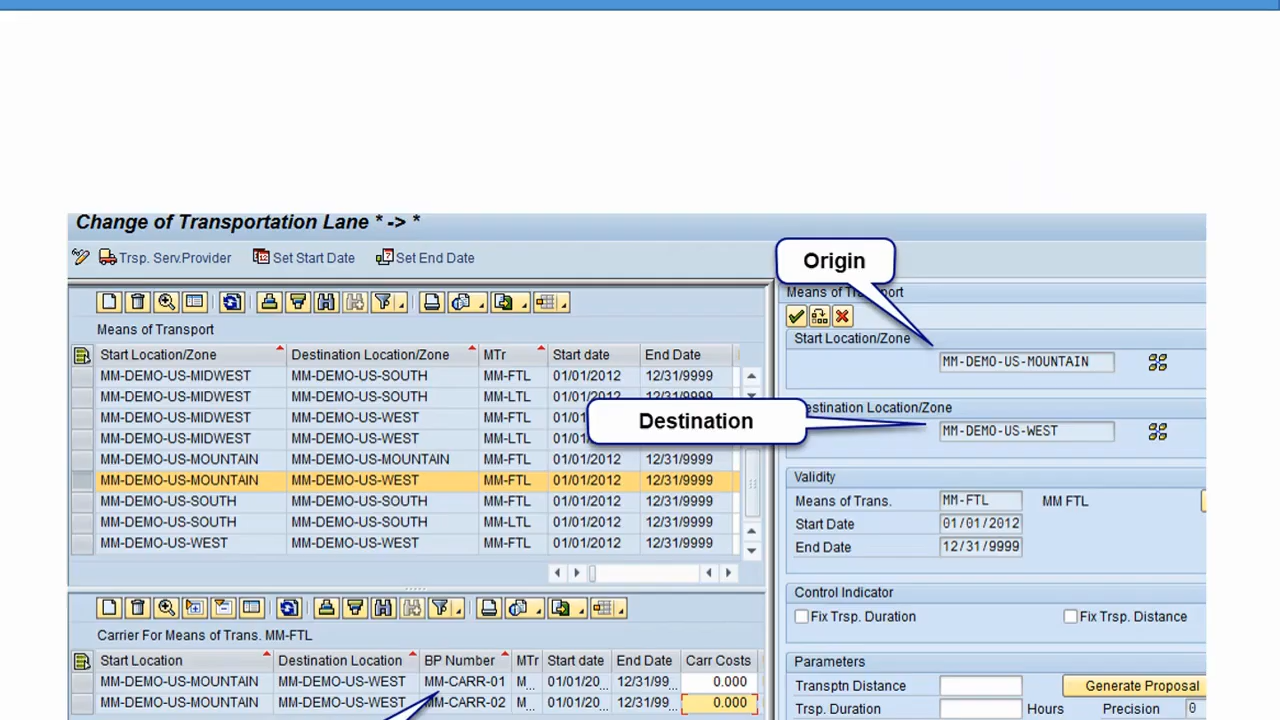 Change of Transportation Lane * -> *
Trsp. Serv.Provider Set Start Date Set End Date
Origin
Means of Transport
Start Location/Zone Destination Location/Zone MTr Start date End Date
MM-DEMO-US-MIDWEST MM-DEMO-US-SOUTH MM-FTL 01/01/2012 12/31/9999
MM-DEMO-US-MIDWEST MM-DEMO-US-SOUTH MM-LTL 01/01/2012 12/31/9999
MM-DEMO-US-MIDWEST MM-DEMO-US-WEST MM-FTL
MM-DEMO-US-MIDWEST MM-DEMO-US-WEST MM-LTL
MM-DEMO-US-MOUNTAIN MM-DEMO-US-MOUNTAIN MM-FTL 01/01/2012 12/31/9999
MM-DEMO-US-MOUNTAIN MM-DEMO-US-WEST MM-FTL 01/01/2012 12/31/9999
MM-DEMO-US-SOUTH MM-DEMO-US-SOUTH MM-FTL 01/01/2012 12/31/9999
MM-DEMO-US-SOUTH MM-DEMO-US-SOUTH MM-LTL 01/01/2012 12/31/9999
MM-DEMO-US-WEST MM-DEMO-US-WEST MM-FTL 01/01/2012 12/31/9999
Carrier For Means of Trans. MM-FTL
Start Location Destination Location BP Number MTr Start date End Date Carr Costs
MM-DEMO-US-MOUNTAIN MM-DEMO-US-WEST MM-CARR-01 M... 01/01/20... 12/31/99... 0.000
MM-DEMO-US-MOUNTAIN MM-DEMO-US-WEST MM-CARR-02 M... 01/01/20... 12/31/99... 0.000
Start Location/Zone
MM-DEMO-US-MOUNTAIN
Destination
Location/Zone
MM-DEMO-US-WEST
Validity
Means of Trans. MM-FTL MM FTL
Start Date 01/01/2012
End Date 12/31/9999
Control Indicator
Fix Trsp. Duration Fix Trsp. Distance
Parameters
Transptn Distance Generate Proposal
Trsp. Duration Hours Precision 0